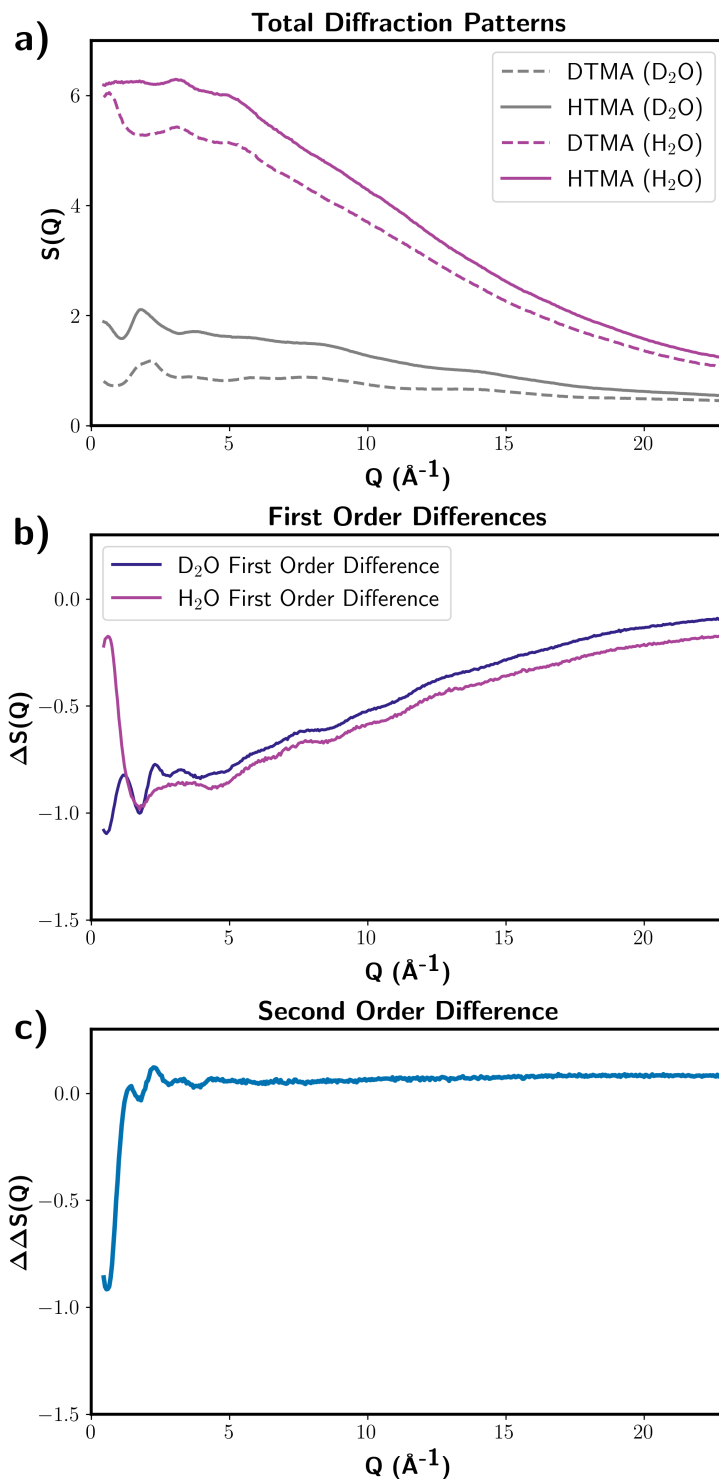 a)
Total Diffraction Patterns
6
4
2
0
S(Q)
DTMA (D₂O)
HTMA (D₂O)
DTMA (H₂O)
HTMA (H₂O)
0 5 10 15 20
Q (Å⁻¹)
b)
First Order Differences
D₂O First Order Difference
H₂O First Order Difference
0.0
−0.5
−1.0
−1.5
ΔS(Q)
0 5 10 15 20
Q (Å⁻¹)
c)
Second Order Difference
0.0
−0.5
−1.0
−1.5
ΔΔS(Q)
0 5 10 15 20
Q (Å⁻¹)